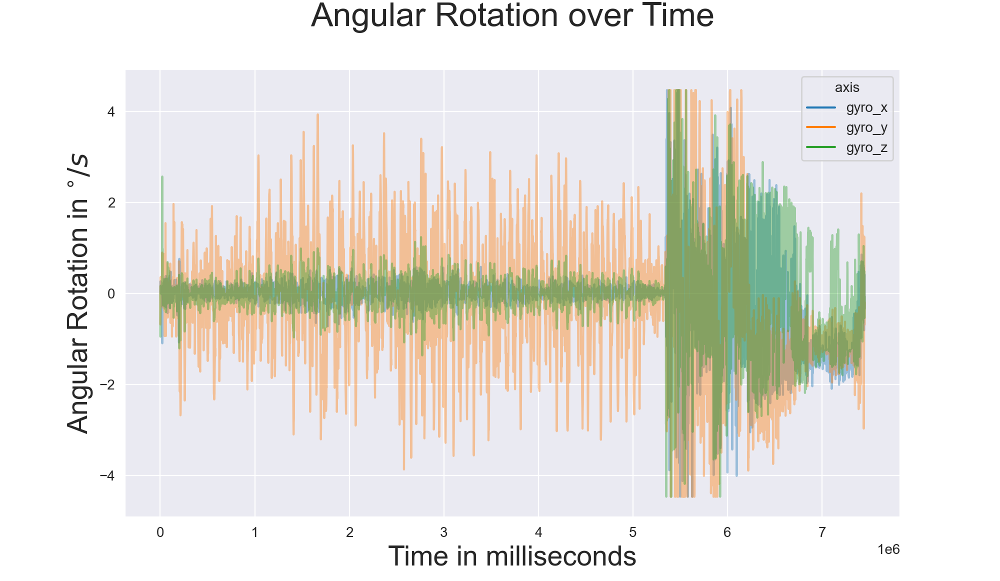 Angular Rotation over Time
Angular Rotation in °/s
4
2
0
−2
−4
axis
gyro_x
gyro_y
gyro_z
0 1 2 3 4 5 6 7
1e6
Time in milliseconds